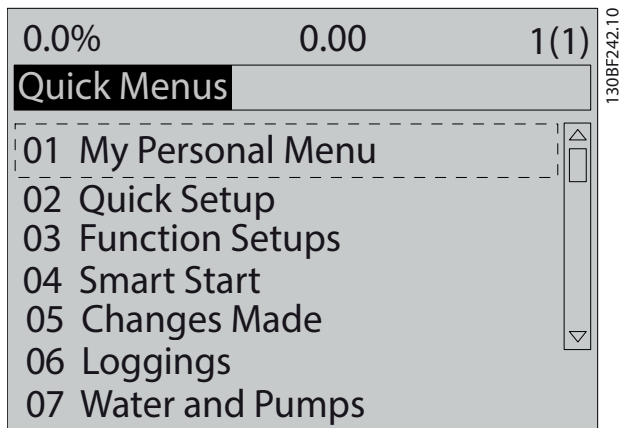 0.0% 0.00 1(1)
Quick Menus
01 My Personal Menu
02 Quick Setup
03 Function Setups
04 Smart Start
05 Changes Made
06 Loggings
07 Water and Pumps
130BF242.10